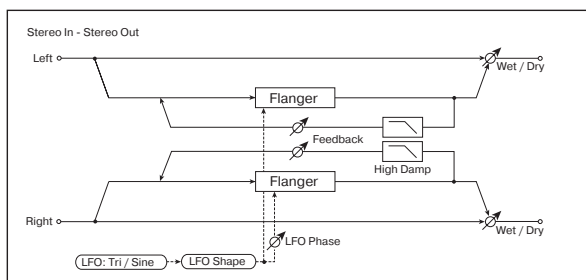 Stereo In - Stereo Out
Left
Wet / Dry
Flanger
Feedback
High Damp
Flanger
Right
Wet / Dry
LFO Phase
LFO: Tri / Sine
LFO Shape